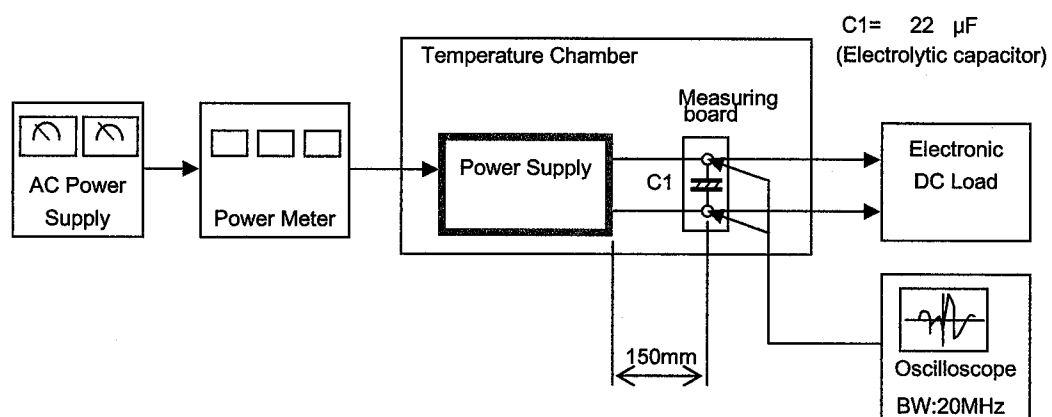 C1= 22 µF
(Electrolytic capacitor)
Temperature Chamber
Measuring
board
Power Supply
C1
AC Power
Supply
Power Meter
Electronic
DC Load
150mm
Oscilloscope
BW:20MHz